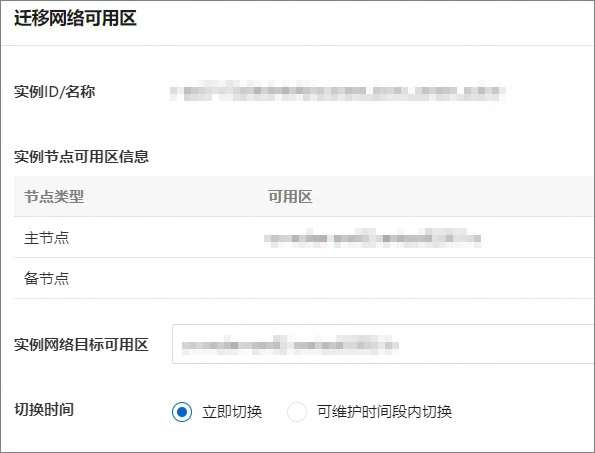 迁移网络可用区
实例ID/名称
实例节点可用区信息
节点类型 可用区
主节点
备节点
实例网络目标可用区
切换时间 立即切换 可维护时间段内切换